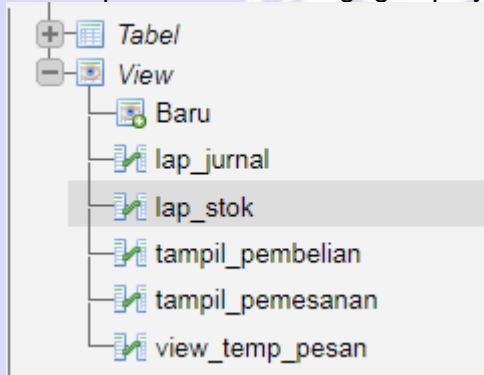 Tabel
View
Baru
lap_jurnal
lap_stok
tampil_pembelian
tampil_pemesanan
view_temp_pesan